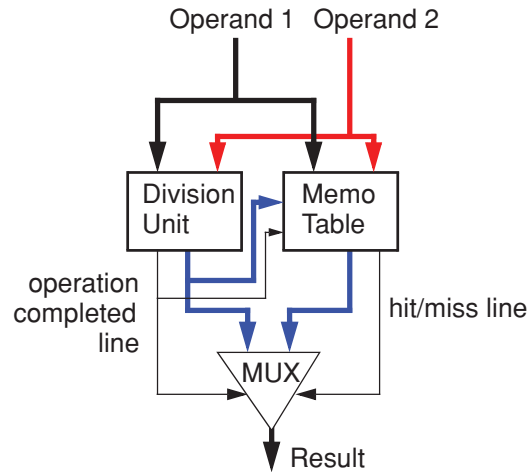 Operand 1
Operand 2
Division
Unit
Memo
Table
operation
completed
line
hit/miss line
MUX
Result